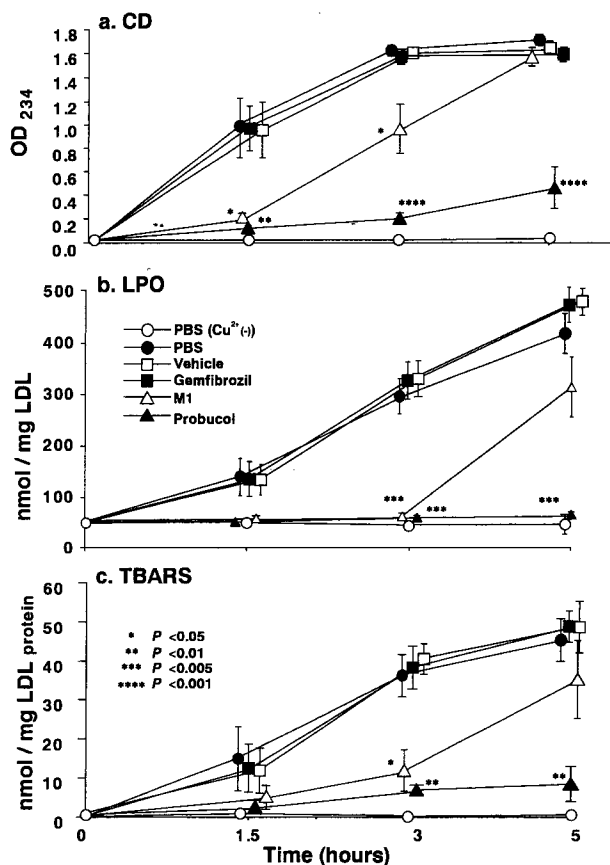 a. CD
OD 234
1.8
1.6
1.4
1.2
1.0
0.8
0.6
0.4
0.2
0.0
*
*
**
**
****
****
b. LPO
nmol / mg LDL
500
400
300
200
100
0
PBS (Cu2+(-))
PBS
Vehicle
Gemfibrozil
M1
Probucol
***
***
***
c. TBARS
nmol / mg LDL protein
60
50
40
30
20
10
0
* P <0.05
** P <0.01
*** P <0.005
**** P <0.001
*
**
**
0 1.5 3 5
Time (hours)